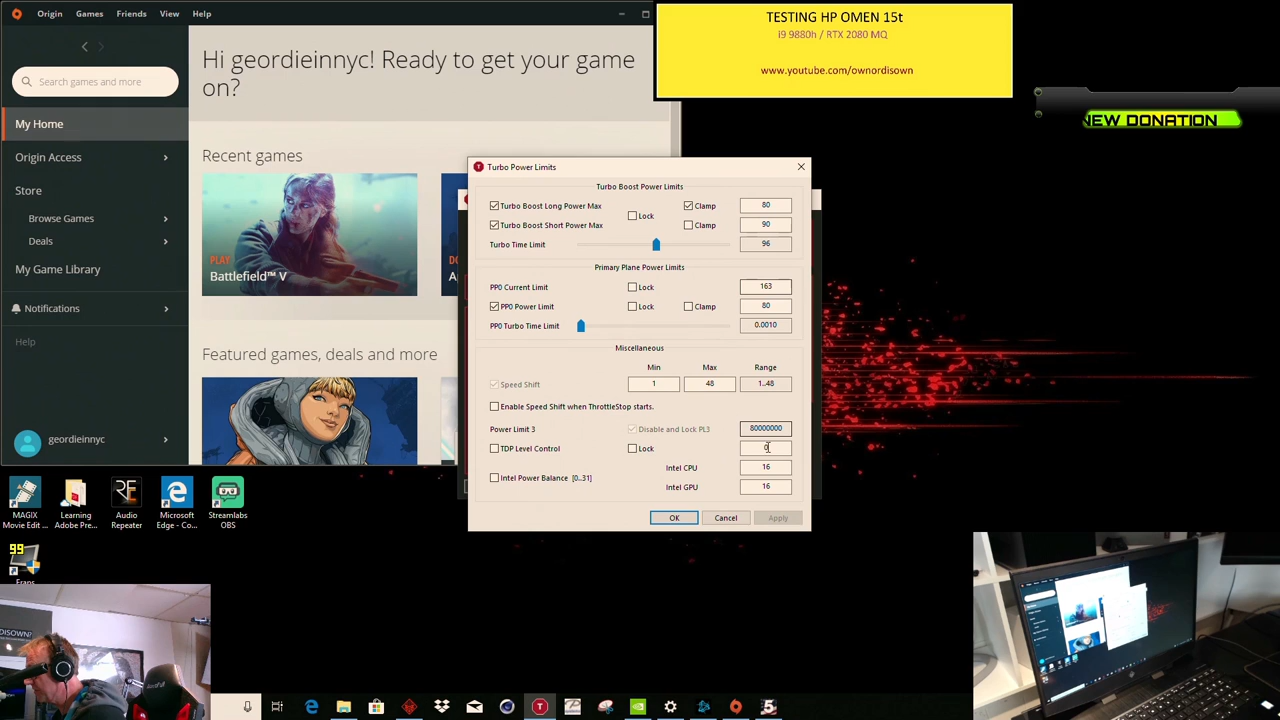 Origin Games Friends View Help
Search games and more
My Home
Origin Access
Store
Browse Games
Deals
My Game Library
Notifications
Help
geordieinnyc
Hi geordieinnyc! Ready to get your game
on?
Recent games
PLAY
Battlefield™ V
Featured games, deals and more
TESTING HP OMEN 15t
i9 9880h / RTX 2080 MQ
www.youtube.com/ownordisown
NEW DONATION
Turbo Power Limits
Turbo Boost Power Limits
Turbo Boost Long Power Max Clamp 80
Lock
Turbo Boost Short Power Max Clamp 90
Turbo Time Limit 96
Primary Plane Power Limits
PP0 Current Limit Lock 163
PP0 Power Limit Lock Clamp 80
PP0 Turbo Time Limit 0.0010
Miscellaneous
Min Max Range
Speed Shift 1 48 1..48
Enable Speed Shift when ThrottleStop starts.
Power Limit 3 Disable and Lock PL3 80000000
TDP Level Control Lock 0
Intel CPU 16
Intel Power Balance [0..31]
Intel GPU 16
OK Cancel Apply
MAGiX
Movie Edit ...
Learning
Adobe Pre...
Audio
Repeater
Microsoft
Edge - Co...
Streamlabs
OBS
99
Fraps